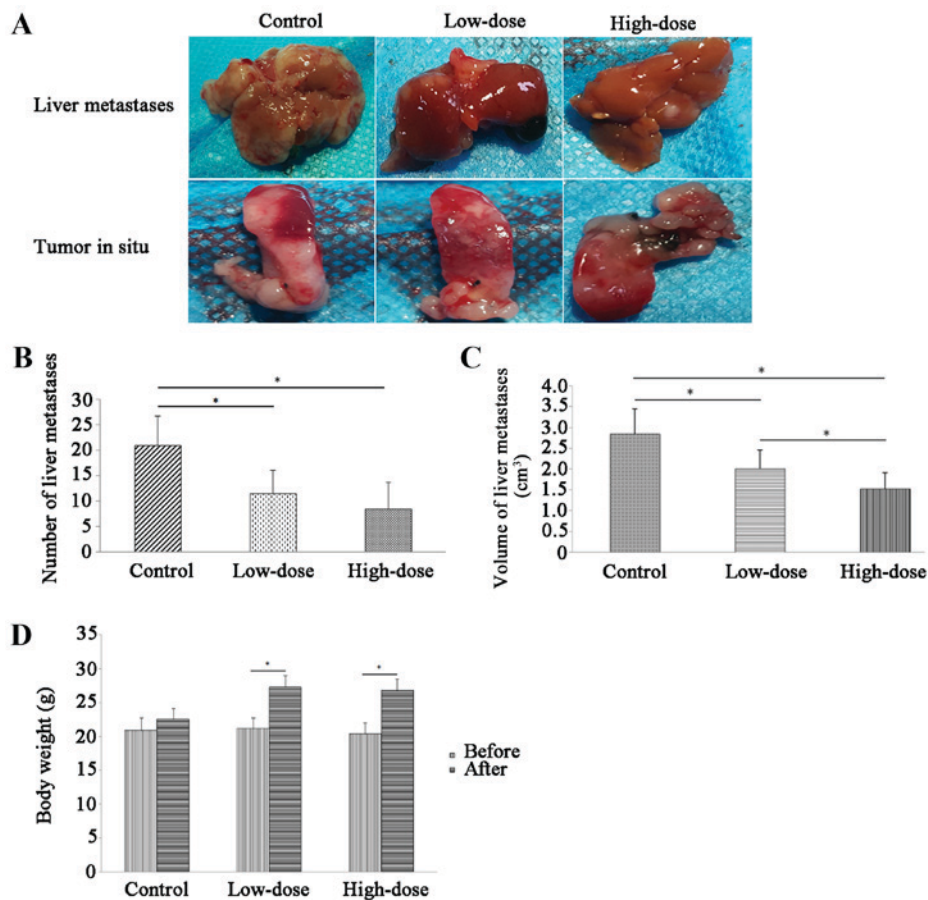 A
Control
Low-dose
High-dose
Liver metastases
Tumor in situ
B
Number of liver metastases
30
25
20
15
10
5
0
*
*
Control
Low-dose
High-dose
C
Volume of liver metastases
(cm³)
4.0
3.5
3.0
2.5
2.0
1.5
1.0
0.5
0
*
*
*
Control
Low-dose
High-dose
D
Body weight (g)
35
30
25
20
15
10
5
0
*
*
Control
Low-dose
High-dose
Before
After